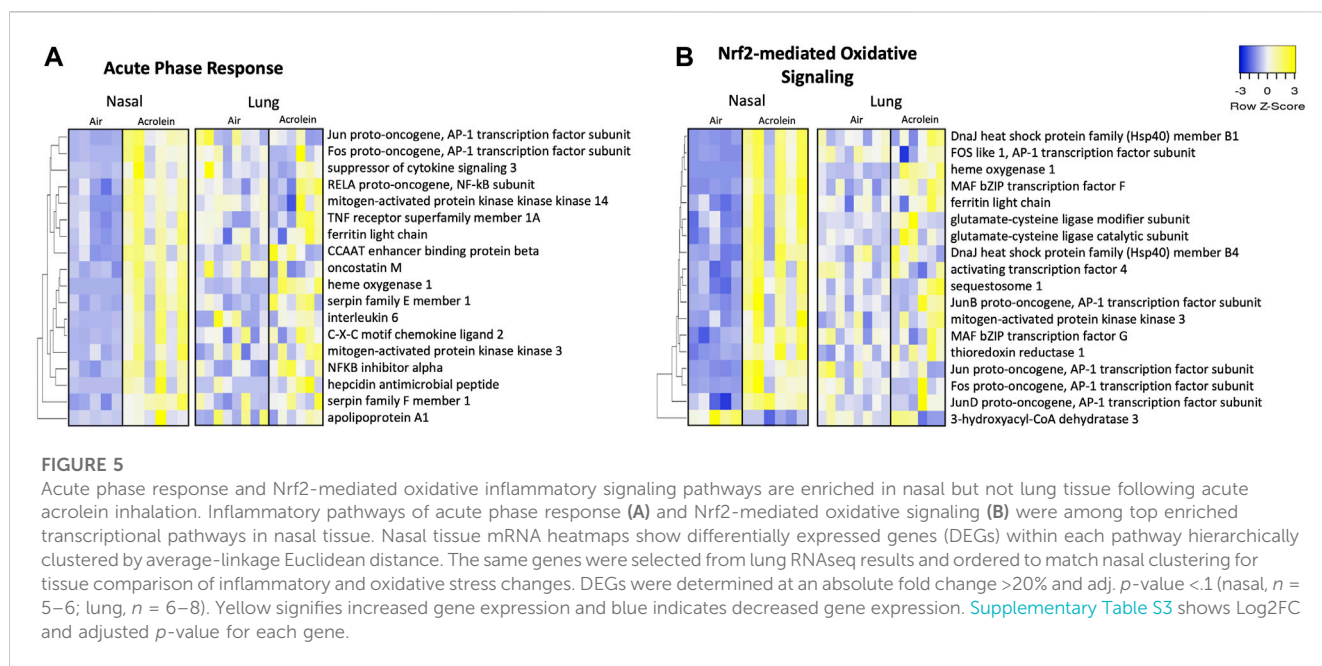 A
Acute Phase Response
Nasal
Lung
Air
Acrolein
Air
Acrolein
Jun proto-oncogene, AP-1 transcription factor subunit
Fos proto-oncogene, AP-1 transcription factor subunit
suppressor of cytokine signaling 3
RELA proto-oncogene, NF-kB subunit
mitogen-activated protein kinase kinase kinase 14
TNF receptor superfamily member 1A
ferritin light chain
CCAAT enhancer binding protein beta
oncostatin M
heme oxygenase 1
serpin family E member 1
interleukin 6
C-X-C motif chemokine ligand 2
mitogen-activated protein kinase kinase 3
NFKB inhibitor alpha
hepcidin antimicrobial peptide
serpin family F member 1
apolipoprotein A1
B
Nrf2-mediated Oxidative
Signaling
Nasal
Lung
Air
Acrolein
Air
Acrolein
-3 0 3
Row Z-Score
DnaJ heat shock protein family (Hsp40) member B1
FOS like 1, AP-1 transcription factor subunit
heme oxygenase 1
MAF bZIP transcription factor F
ferritin light chain
glutamate-cysteine ligase modifier subunit
glutamate-cysteine ligase catalytic subunit
DnaJ heat shock protein family (Hsp40) member B4
activating transcription factor 4
sequestosome 1
JunB proto-oncogene, AP-1 transcription factor subunit
mitogen-activated protein kinase kinase 3
MAF bZIP transcription factor G
thioredoxin reductase 1
Jun proto-oncogene, AP-1 transcription factor subunit
Fos proto-oncogene, AP-1 transcription factor subunit
JunD proto-oncogene, AP-1 transcription factor subunit
3-hydroxyacyl-CoA dehydratase 3
FIGURE 5
Acute phase response and Nrf2-mediated oxidative inflammatory signaling pathways are enriched in nasal but not lung tissue following acute
acrolein inhalation. Inflammatory pathways of acute phase response (A) and Nrf2-mediated oxidative signaling (B) were among top enriched
transcriptional pathways in nasal tissue. Nasal tissue mRNA heatmaps show differentially expressed genes (DEGs) within each pathway hierarchically
clustered by average-linkage Euclidean distance. The same genes were selected from lung RNAseq results and ordered to match nasal clustering for
tissue comparison of inflammatory and oxidative stress changes. DEGs were determined at an absolute fold change >20% and adj. p-value <.1 (nasal, n =
5–6; lung, n = 6–8). Yellow signifies increased gene expression and blue indicates decreased gene expression. Supplementary Table S3 shows Log2FC
and adjusted p-value for each gene.